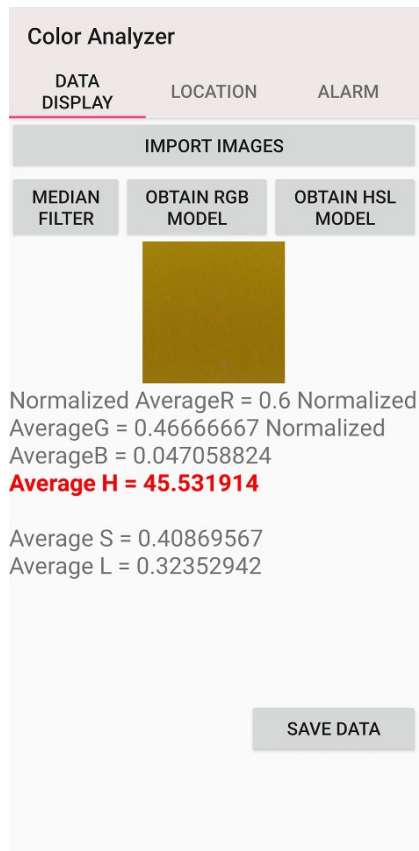 Color Analyzer
DATA
DISPLAY
LOCATION
ALARM
IMPORT IMAGES
MEDIAN
FILTER
OBTAIN RGB
MODEL
OBTAIN HSL
MODEL
Normalized AverageR = 0.6 Normalized
AverageG = 0.46666667 Normalized
AverageB = 0.047058824
Average H = 45.531914
Average S = 0.40869567
Average L = 0.32352942
SAVE DATA